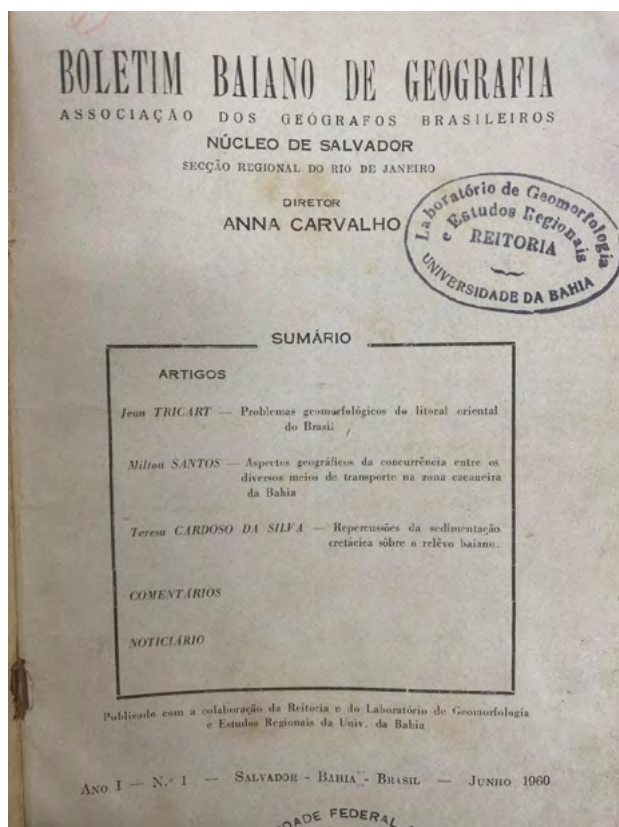 BOLETIM BAIANO DE GEOGRAFIA
ASSOCIAÇÃO DOS GEÓGRAFOS BRASILEIROS
NÚCLEO DE SALVADOR
SECÇÃO REGIONAL DO RIO DE JANEIRO
DIRETOR
ANNA CARVALHO
Laboratório de Geomorfologia
e Estudos Regionais
REITORIA
UNIVERSIDADE DA BAHIA
SUMÁRIO
ARTIGOS
Jean TRICART — Problemas geomorfológicos do litoral oriental
do Brasil
Milton SANTOS — Aspectos geográficos da concurrência entre os
diversos meios de transporte na zona cacaueira
da Bahia
Teresa CARDOSO DA SILVA — Repercussões da sedimentação
cretácica sôbre o relêvo baiano.
COMENTÁRIOS
NOTICIÁRIO
Publicado com a colaboração da Reitoria e do Laboratório de Geomorfologia
e Estudos Regionais da Univ. da Bahia
ANO I — N.º 1 — SALVADOR - BAHIA - BRASIL — JUNHO 1960
DADE FEDERAL